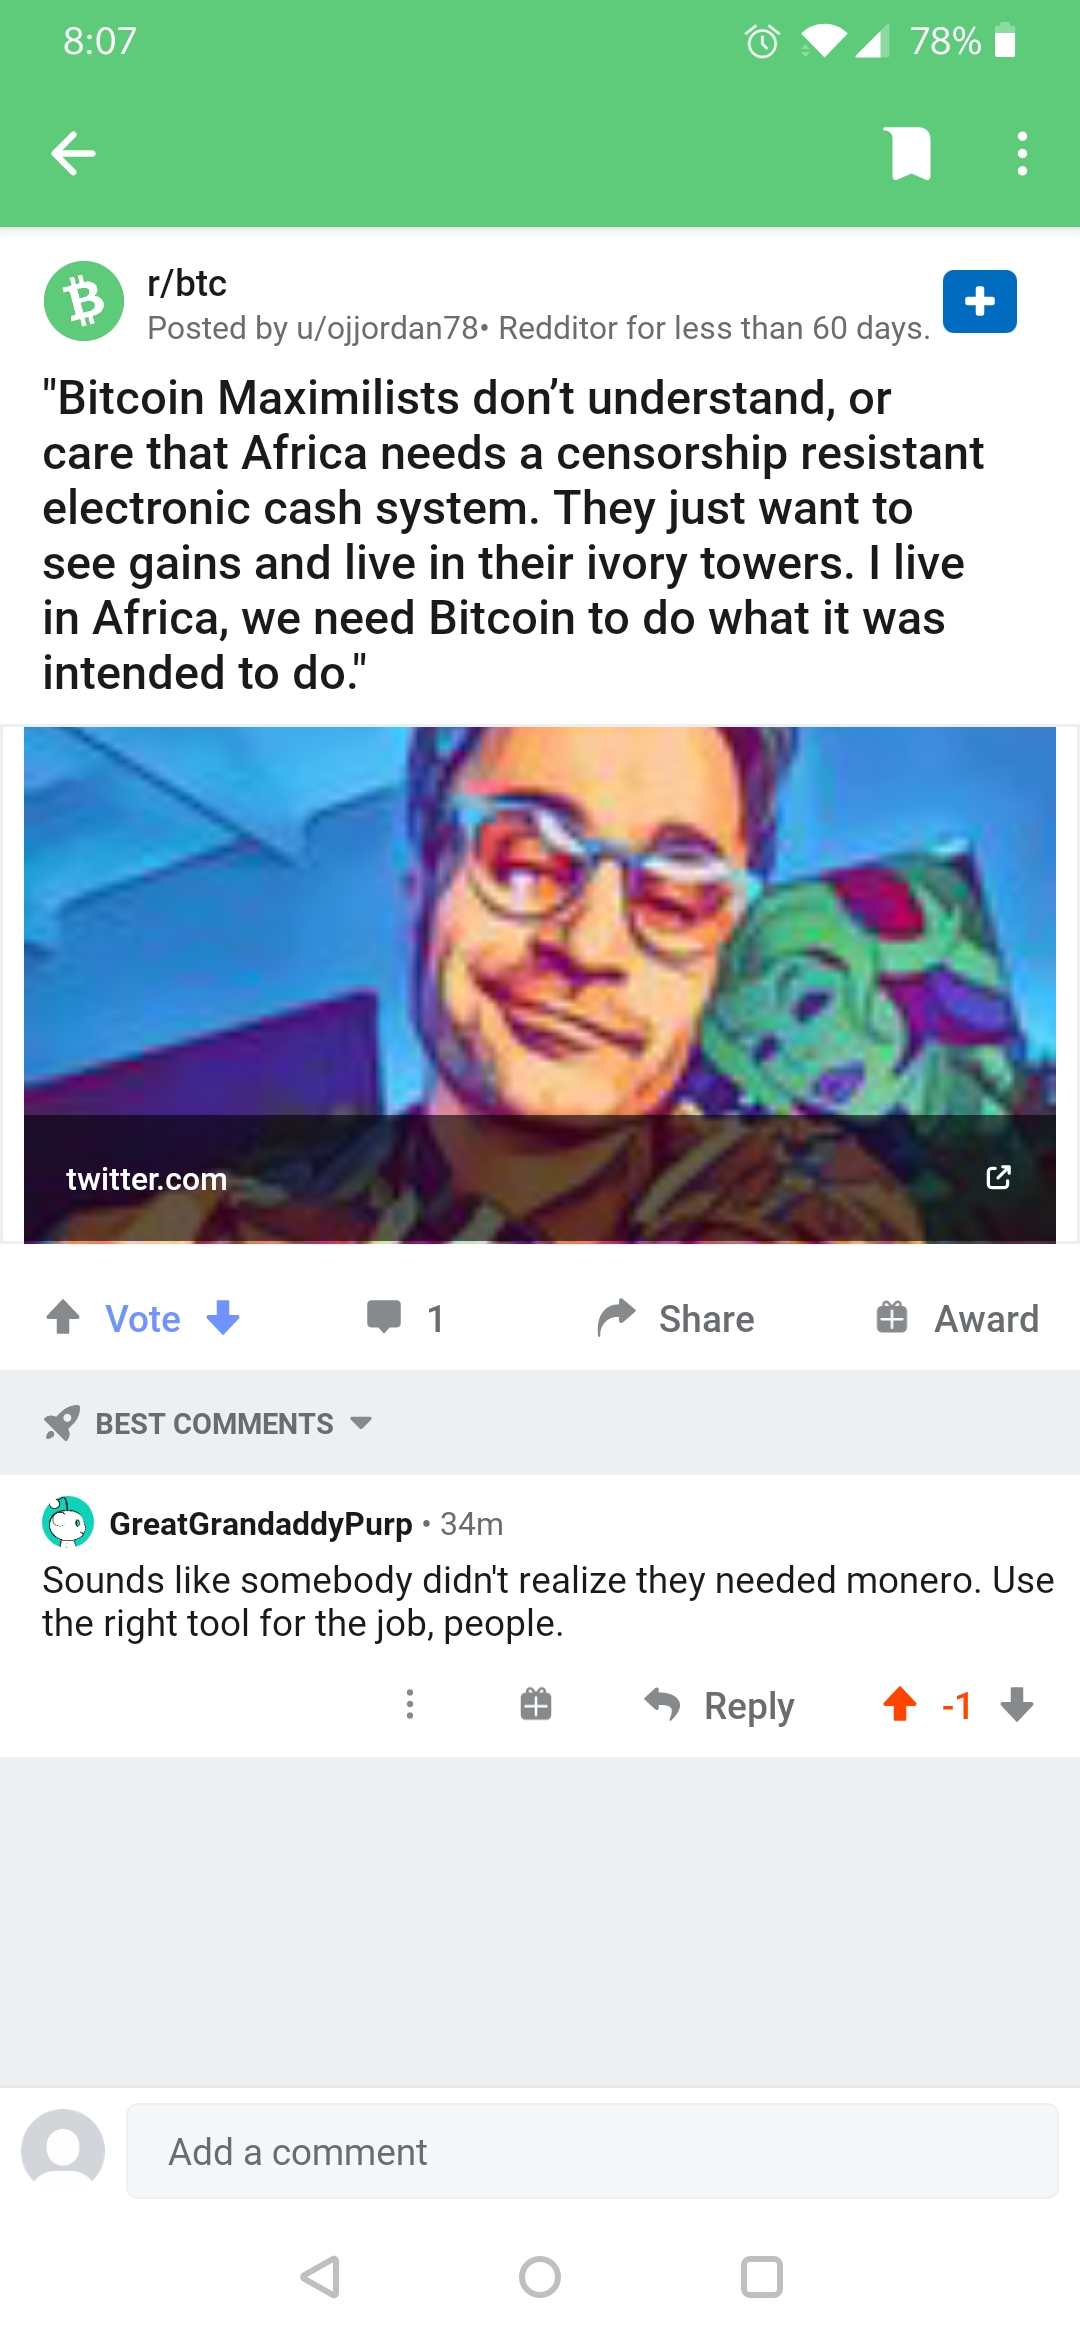 8:07
78%
r/btc
Posted by u/ojjordan78• Redditor for less than 60 days.
"Bitcoin Maximilists don’t understand, or
care that Africa needs a censorship resistant
electronic cash system. They just want to
see gains and live in their ivory towers. I live
in Africa, we need Bitcoin to do what it was
intended to do."
twitter.com
Vote 1 Share Award
BEST COMMENTS
GreatGrandaddyPurp • 34m
Sounds like somebody didn't realize they needed monero. Use
the right tool for the job, people.
Reply -1
Add a comment